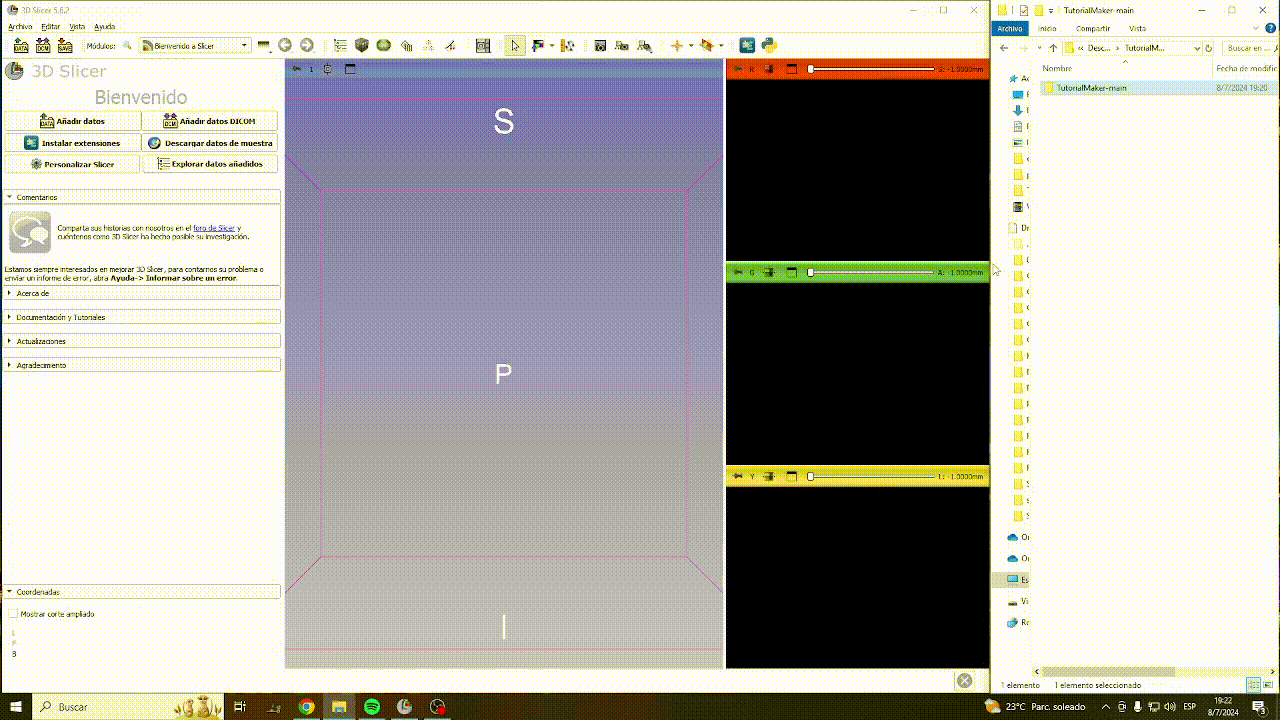 3D Slicer 5.6.2
Archivo Editar Vista Ayuda
DATA DCM SAVE Módulos: Bienvenido a Slicer
3D Slicer
Bienvenido
Añadir datos
Añadir datos DICOM
Instalar extensiones
Descargar datos de muestra
Personalizar Slicer
Explorar datos añadidos
Comentarios
Comparta sus historias con nosotros en el foro de Slicer y
cuéntenos como 3D Slicer ha hecho posible su investigación.
Estamos siempre interesados en mejorar 3D Slicer, para contarnos su problema o
enviar un informe de error, abra Ayuda-> Informar sobre un error.
Acerca de
Documentación y Tutoriales
Actualizaciones
Agradecimiento
Coordenadas
Mostrar corte ampliado
L
F
B
1
S
P
I
R S: -1.0000mm
G A: -1.0000mm
Y L: -1.0000mm
TutorialMaker-main
Archivo Inicio Compartir Vista
« Desc... › TutorialM...
Buscar en ...
Nombre
Fecha de modific
TutorialMaker-main
8/7/2024 19:20
1 elemento
1 elemento seleccionado
Buscar
23°C Parc. soleado
ESP
19:22
8/7/2024